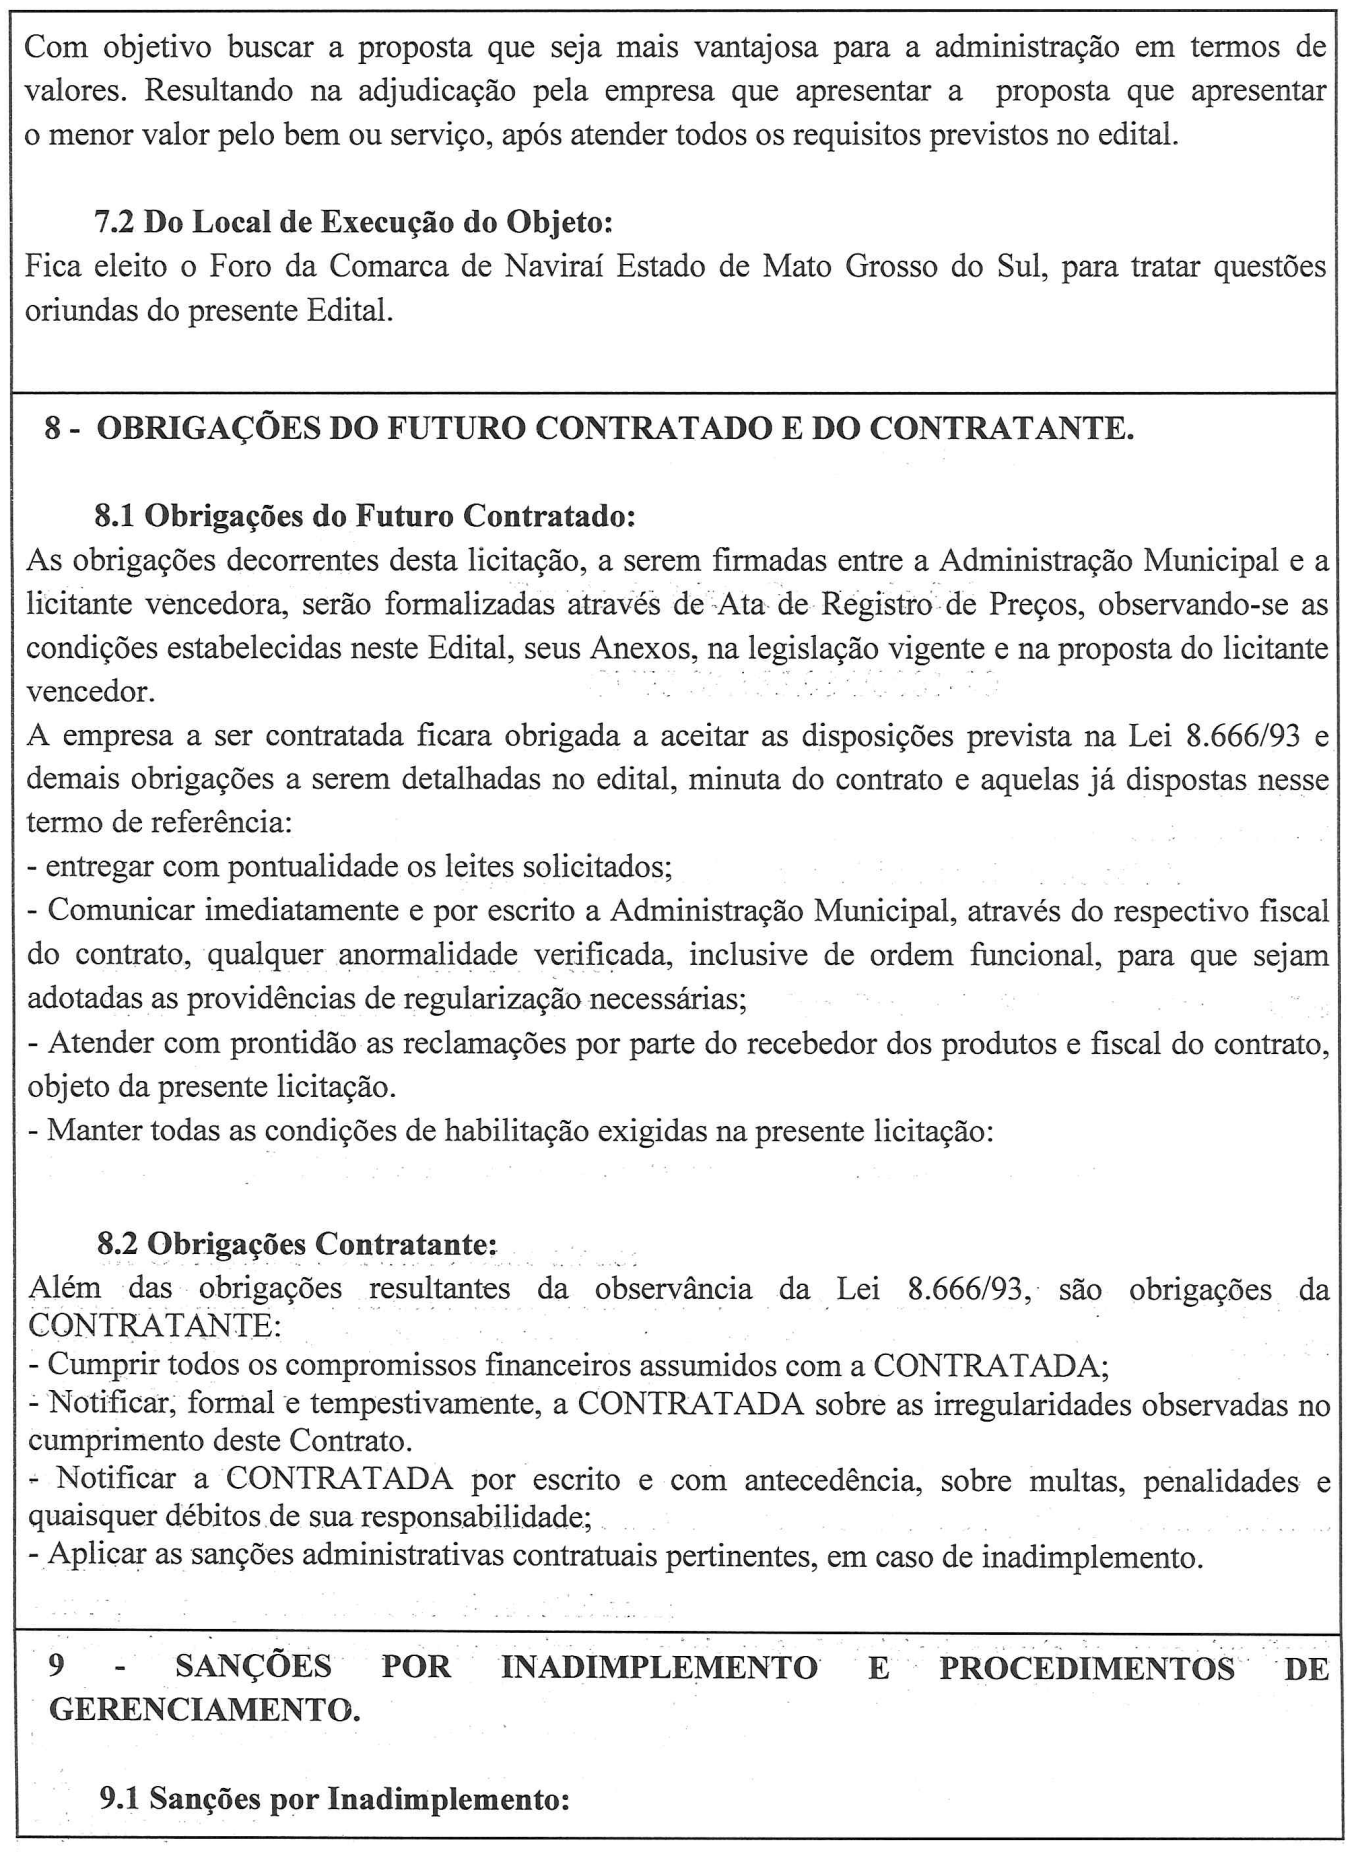 Com objetivo buscar a proposta que seja mais vantajosa para a administração em termos de
valores. Resultando na adjudicação pela empresa que apresentar a proposta que apresentar
o menor valor pelo bem ou serviço, após atender todos os requisitos previstos no edital.
7.2 Do Local de Execução do Objeto:
Fica eleito o Foro da Comarca de Naviraí Estado de Mato Grosso do Sul, para tratar questões
oriundas do presente Edital.
8 - OBRIGAÇÕES DO FUTURO CONTRATADO E DO CONTRATANTE.
8.1 Obrigações do Futuro Contratado:
As obrigações decorrentes desta licitação, a serem firmadas entre a Administração Municipal e a
licitante vencedora, serão formalizadas através de Ata de Registro de Preços, observando-se as
condições estabelecidas neste Edital, seus Anexos, na legislação vigente e na proposta do licitante
vencedor.
A empresa a ser contratada ficara obrigada a aceitar as disposições prevista na Lei 8.666/93 e
demais obrigações a serem detalhadas no edital, minuta do contrato e aquelas já dispostas nesse
termo de referência:
- entregar com pontualidade os leites solicitados;
- Comunicar imediatamente e por escrito a Administração Municipal, através do respectivo fiscal
do contrato, qualquer anormalidade verificada, inclusive de ordem funcional, para que sejam
adotadas as providências de regularização necessárias;
- Atender com prontidão as reclamações por parte do recebedor dos produtos e fiscal do contrato,
objeto da presente licitação.
- Manter todas as condições de habilitação exigidas na presente licitação:
8.2 Obrigações Contratante:
Além das obrigações resultantes da observância da Lei 8.666/93, são obrigações da
CONTRATANTE:
- Cumprir todos os compromissos financeiros assumidos com a CONTRATADA;
- Notificar, formal e tempestivamente, a CONTRATADA sobre as irregularidades observadas no
cumprimento deste Contrato.
- Notificar a CONTRATADA por escrito e com antecedência, sobre multas, penalidades e
quaisquer débitos de sua responsabilidade;
- Aplicar as sanções administrativas contratuais pertinentes, em caso de inadimplemento.
9 - SANÇÕES POR INADIMPLEMENTO E PROCEDIMENTOS DE
GERENCIAMENTO.
9.1 Sanções por Inadimplemento: